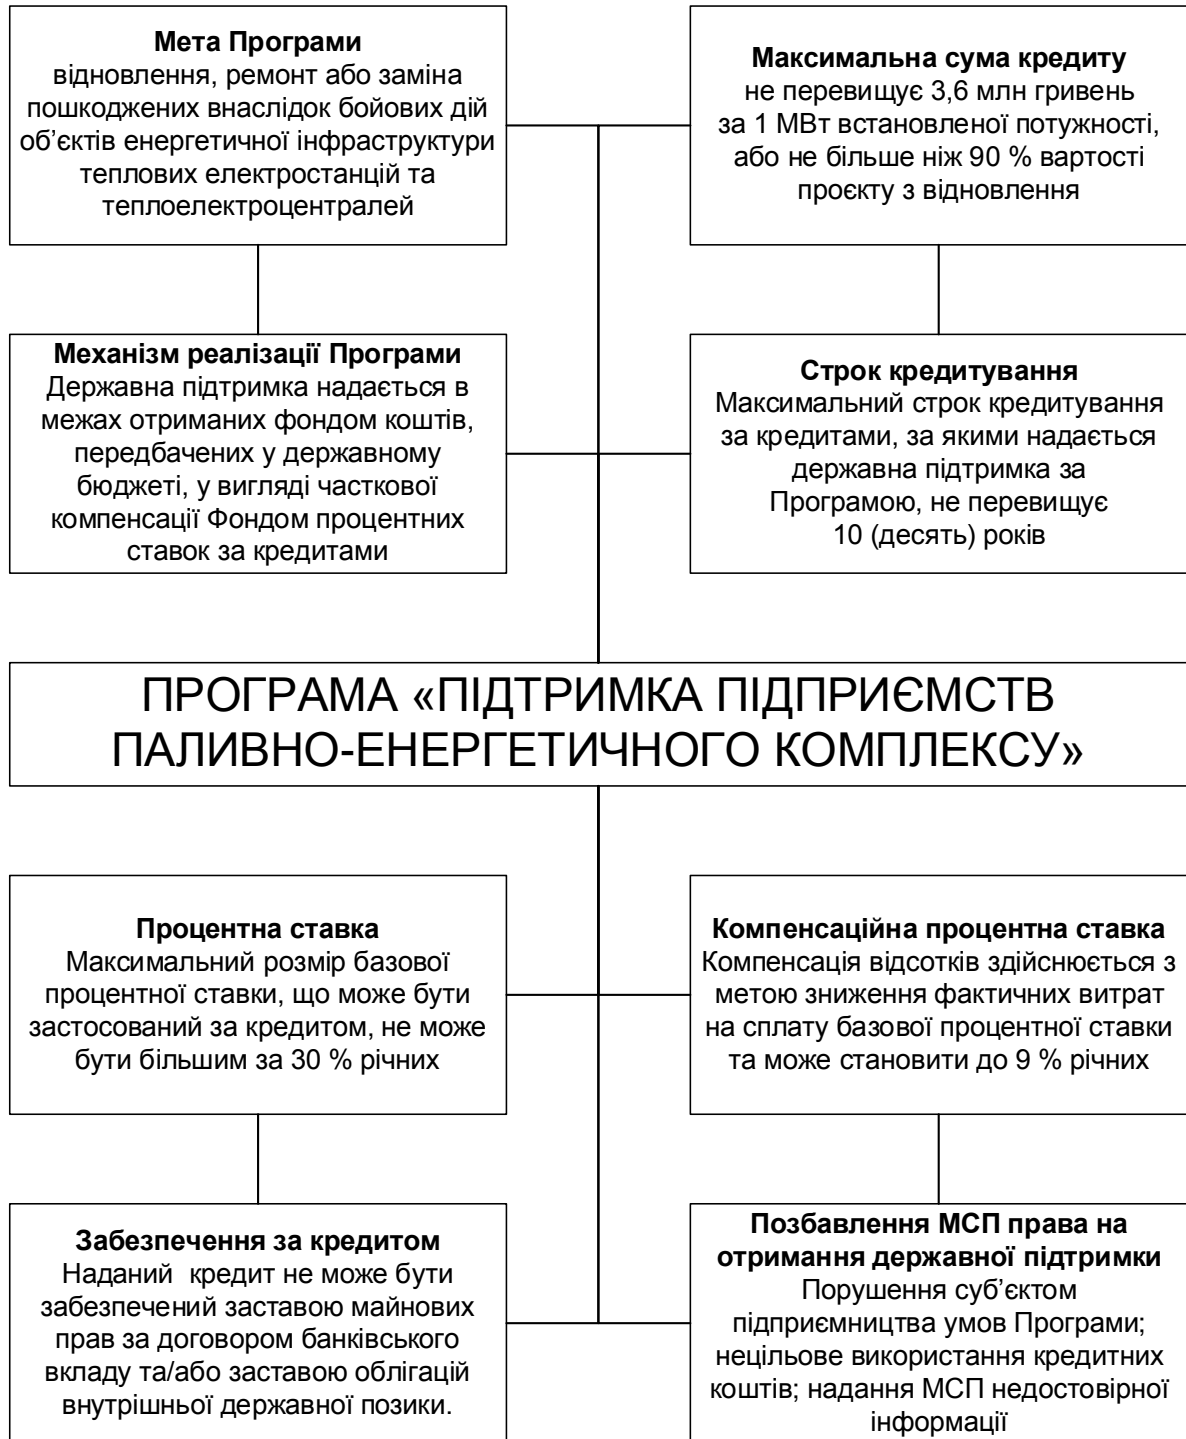 Мета Програми
відновлення, ремонт або заміна
пошкоджених внаслідок бойових дій
об’єктів енергетичної інфраструктури
теплових електростанцій та
теплоелектроцентралей
Максимальна сума кредиту
не перевищує 3,6 млн гривень
за 1 МВт встановленої потужності,
або не більше ніж 90 % вартості
проєкту з відновлення
Механізм реалізації Програми
Державна підтримка надається в
межах отриманих фондом коштів,
передбачених у державному
бюджеті, у вигляді часткової
компенсації Фондом процентних
ставок за кредитами
Строк кредитування
Максимальний строк кредитування
за кредитами, за якими надається
державна підтримка за
Програмою, не перевищує
10 (десять) років
ПРОГРАМА «ПІДТРИМКА ПІДПРИЄМСТВ
ПАЛИВНО-ЕНЕРГЕТИЧНОГО КОМПЛЕКСУ»
Процентна ставка
Максимальний розмір базової
процентної ставки, що може бути
застосований за кредитом, не може
бути більшим за 30 % річних
Компенсаційна процентна ставка
Компенсація відсотків здійснюється з
метою зниження фактичних витрат
на сплату базової процентної ставки
та може становити до 9 % річних
Забезпечення за кредитом
Наданий кредит не може бути
забезпечений заставою майнових
прав за договором банківського
вкладу та/або заставою облігацій
внутрішньої державної позики.
Позбавлення МСП права на
отримання державної підтримки
Порушення суб’єктом
підприємництва умов Програми;
нецільове використання кредитних
коштів; надання МСП недостовірної
інформації